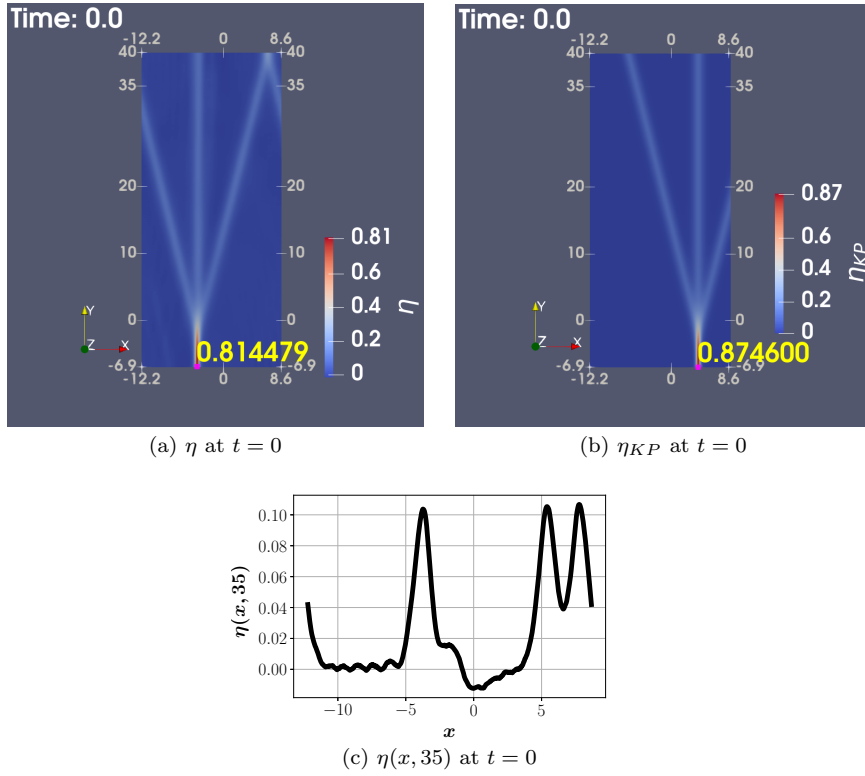 Time: 0.0
-12.2 0 8.6
40 40
35 35
20 20
10 10
0 0
-6.9 -6.9
-12.2 0 8.6
0.814479
0.81
0.6
0.4
0.2
0
η
Y
Z X
(a) η at t = 0
Time: 0.0
-12.2 0 8.6
40 40
35 35
20 20
10 10
0 0
-6.9 -6.9
-12.2 0 8.6
0.874600
0.87
0.6
0.4
0.2
0
η_KP
Y
Z X
(b) η_KP at t = 0
η(x, 35)
0.10
0.08
0.06
0.04
0.02
0.00
-10 -5 0 5
x
(c) η(x, 35) at t = 0